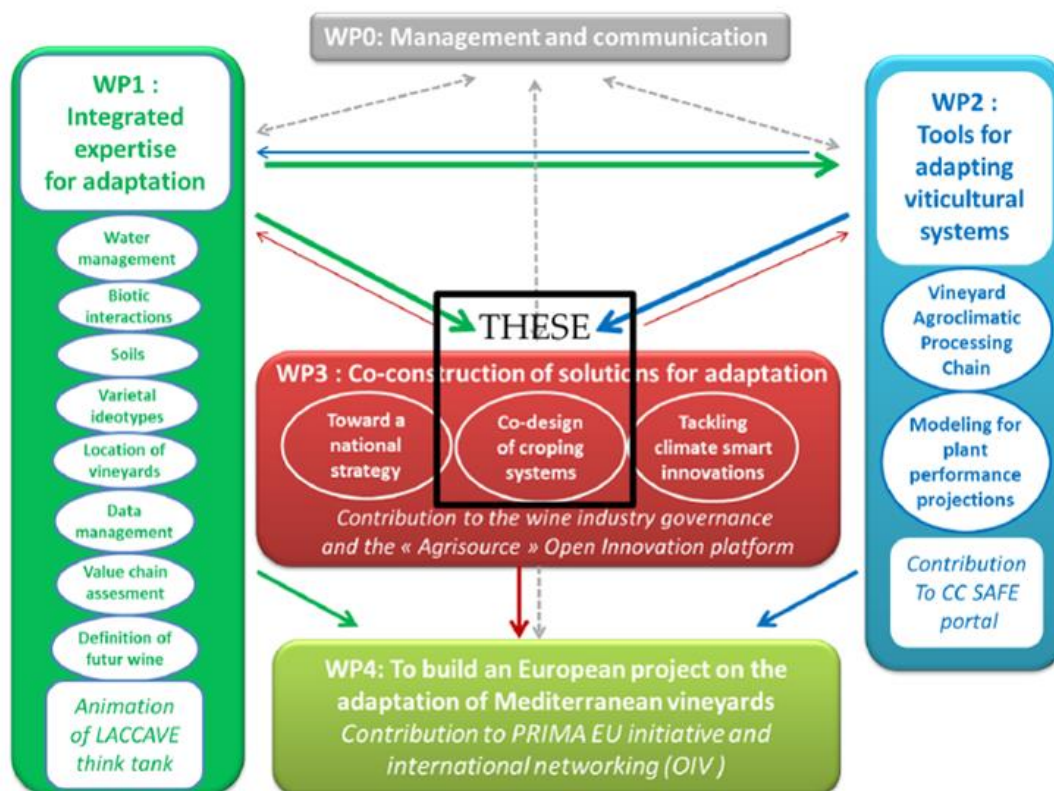 WP0: Management and communication
WP1 :
Integrated
expertise
for adaptation
Water
management
Biotic
interactions
Soils
Varietal
ideotypes
Location of
vineyards
Data
management
Value chain
assesment
Definition of
futur wine
Animation
of LACCAVE
think tank
WP2 :
Tools for
adapting
viticultural
systems
Vineyard
Agroclimatic
Processing
Chain
Modeling for
plant
performance
projections
Contribution
To CC SAFE
portal
THESE
WP3 : Co-construction of solutions for adaptation
Toward a
national
strategy
Co-design
of croping
systems
Tackling
climate smart
innovations
Contribution to the wine industry governance
and the « Agrisource » Open Innovation platform
WP4: To build an European project on the
adaptation of Mediterranean vineyards
Contribution to PRIMA EU initiative and
international networking (OIV )